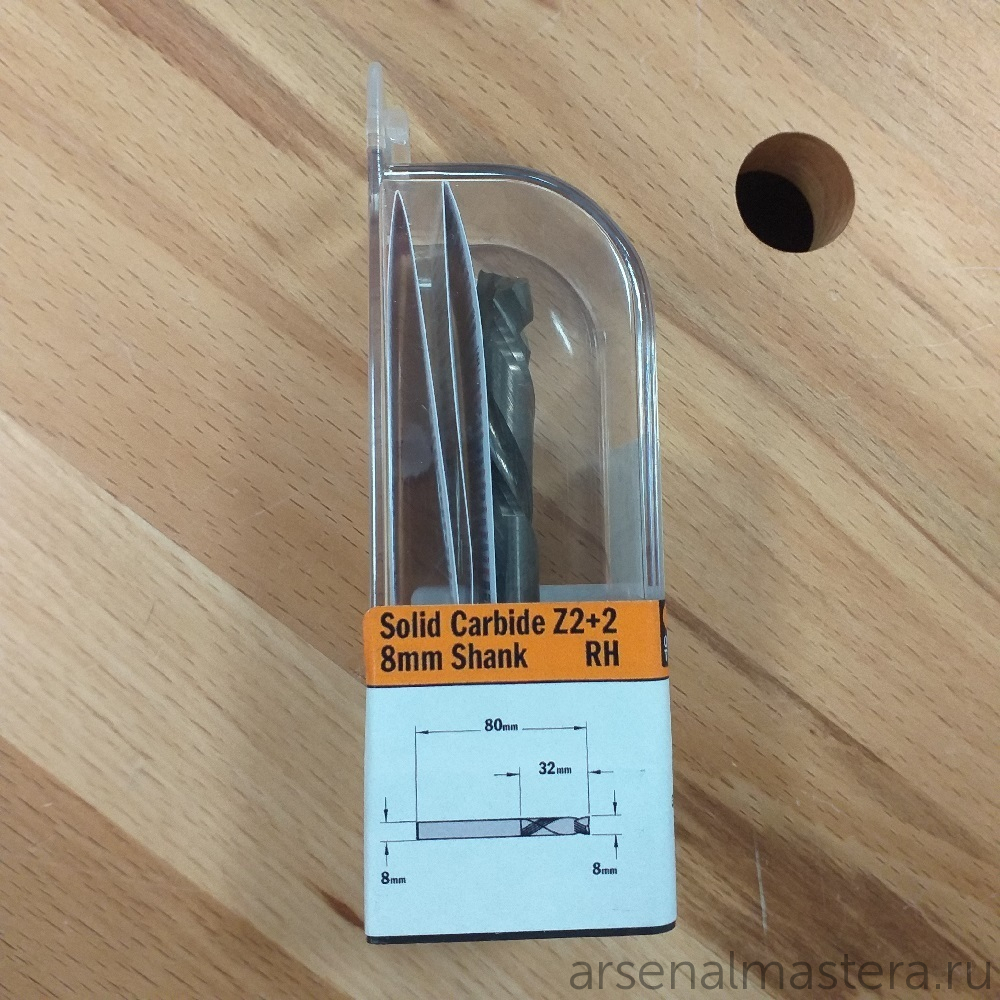 Solid Carbide Z2+2
8mm Shank RH
80mm
32mm
8mm
8mm
arsenalmastera.ru